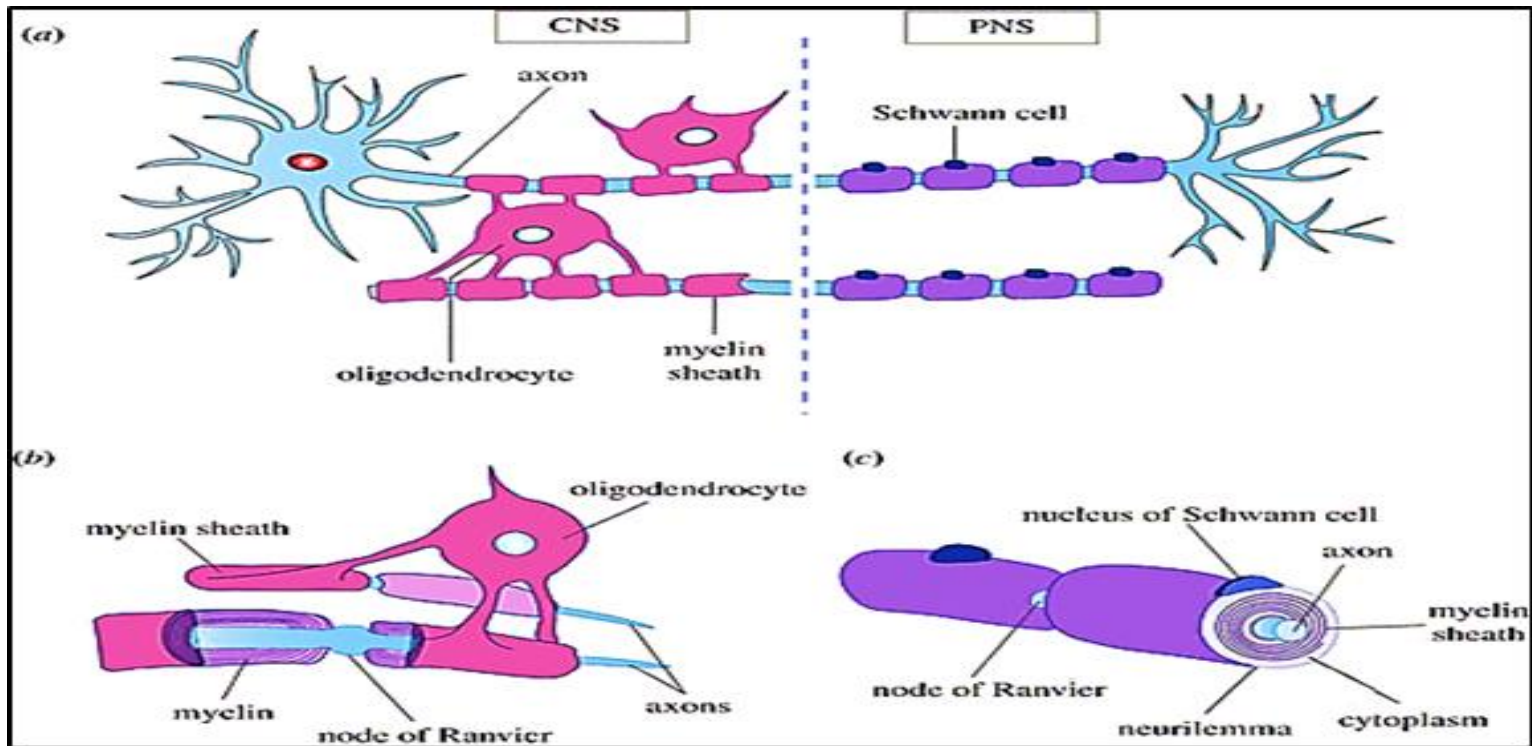 (a)
CNS
PNS
axon
Schwann cell
oligodendrocyte
myelin
sheath
(b)
oligodendrocyte
myelin sheath
myelin
node of Ranvier
axons
(c)
nucleus of Schwann cell
axon
myelin
sheath
node of Ranvier
cytoplasm
neurilemma